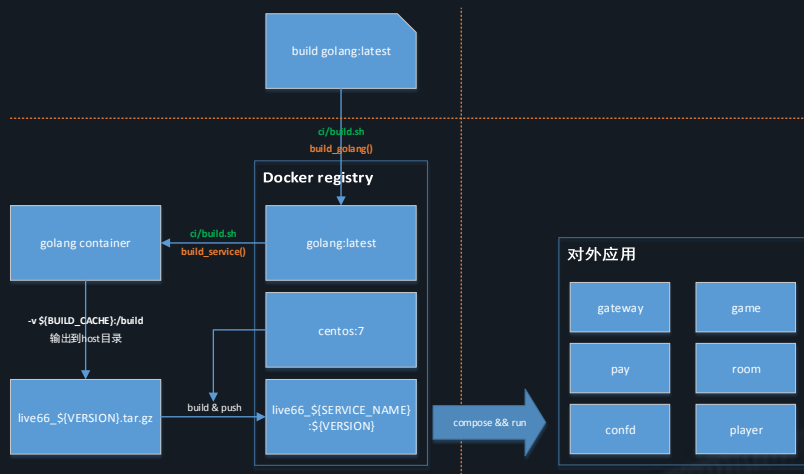 build golang:latest
ci/build.sh
build_golang()
Docker registry
golang container
ci/build.sh
build_service()
golang:latest
-v ${BUILD_CACHE}:/build
输出到host目录
centos:7
live66_${VERSION}.tar.gz
build & push
live66_${SERVICE_NAME}
:${VERSION}
compose && run
对外应用
gateway
game
pay
room
confd
player